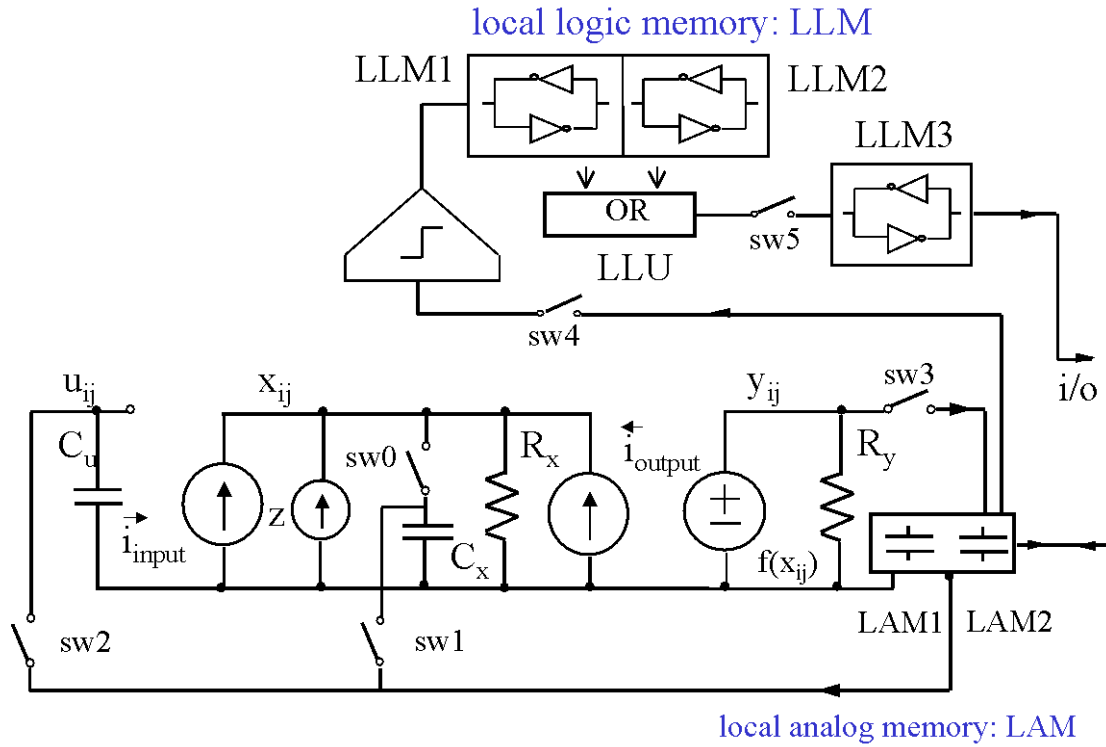 local logic memory: LLM
LLM1
LLM2
LLM3
OR
sw5
LLU
sw4
i/o
u_ij
x_ij
y_ij
sw3
C_u
sw0
R_x
i_output
R_y
z
i_input
C_x
f(x_ij)
LAM1
LAM2
sw2
sw1
local analog memory: LAM